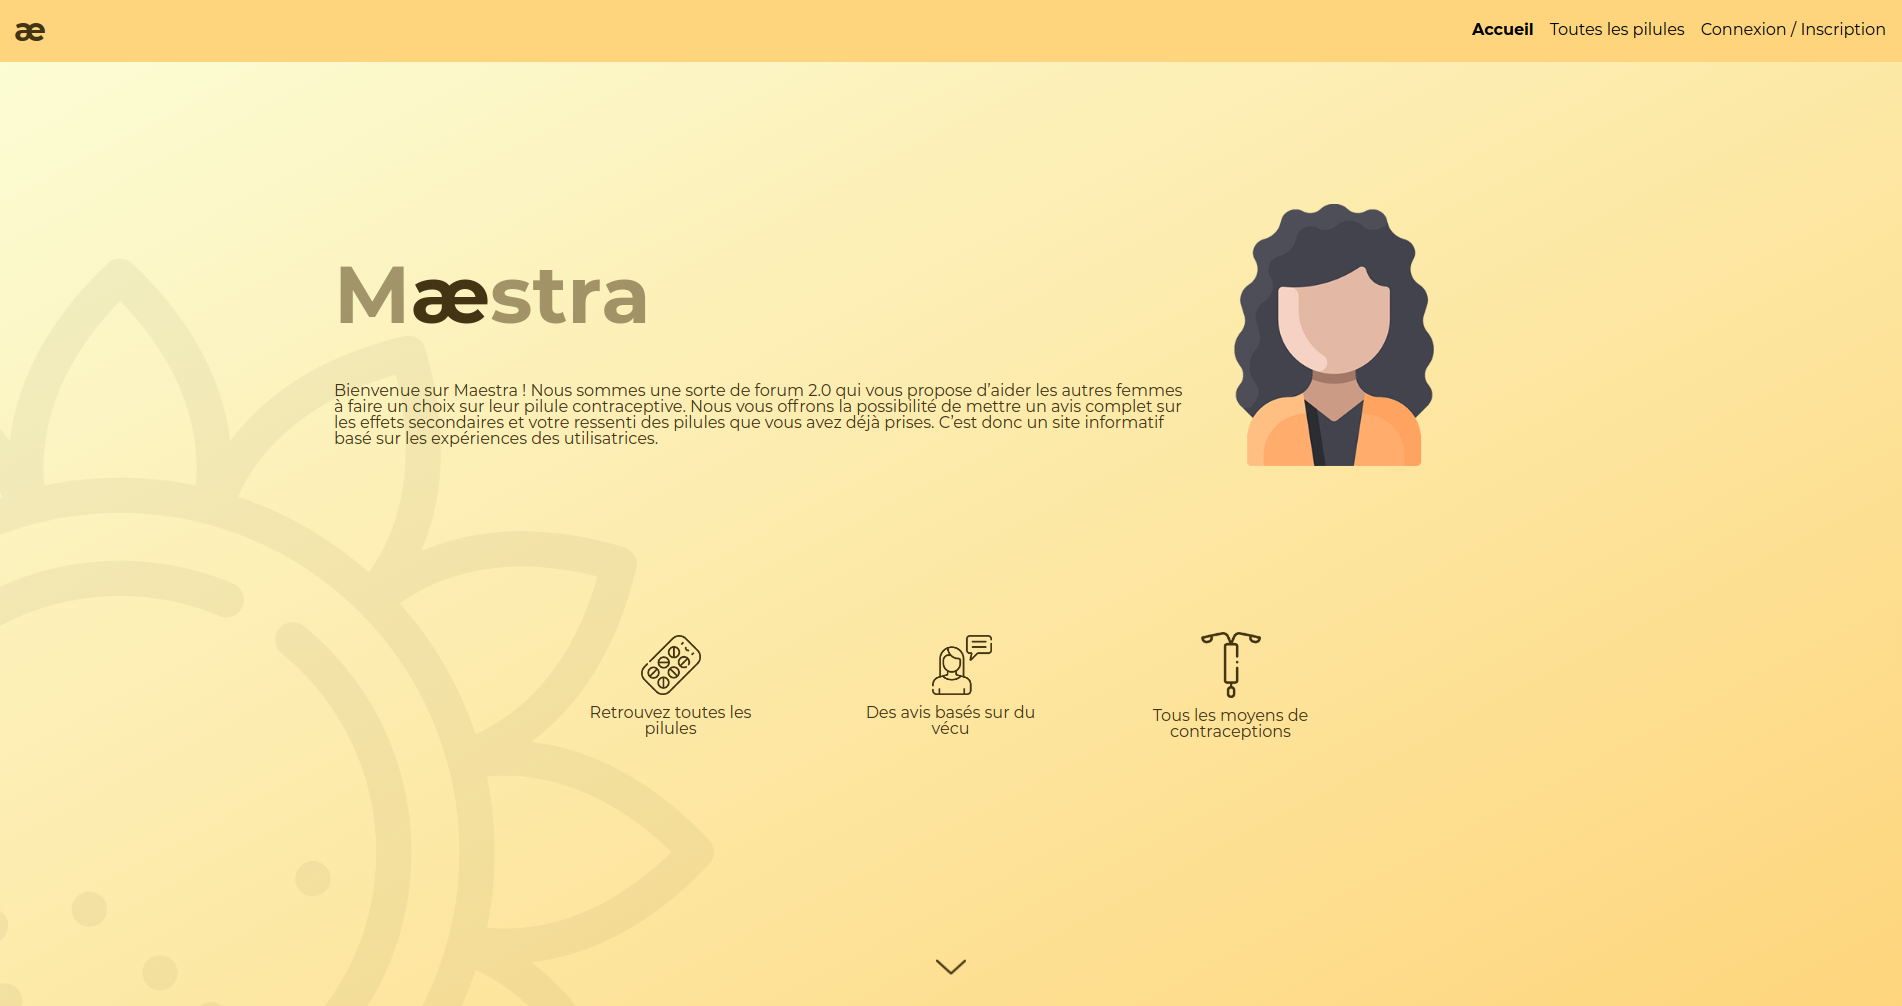 æ
Accueil Toutes les pilules Connexion / Inscription
Mæstra
Bienvenue sur Maestra ! Nous sommes une sorte de forum 2.0 qui vous propose d'aider les autres femmes
à faire un choix sur leur pilule contraceptive. Nous vous offrons la possibilité de mettre un avis complet sur
les effets secondaires et votre ressenti des pilules que vous avez déjà prises. C'est donc un site informatif
basé sur les expériences des utilisatrices.
Retrouvez toutes les
pilules
Des avis basés sur du
vécu
Tous les moyens de
contraceptions